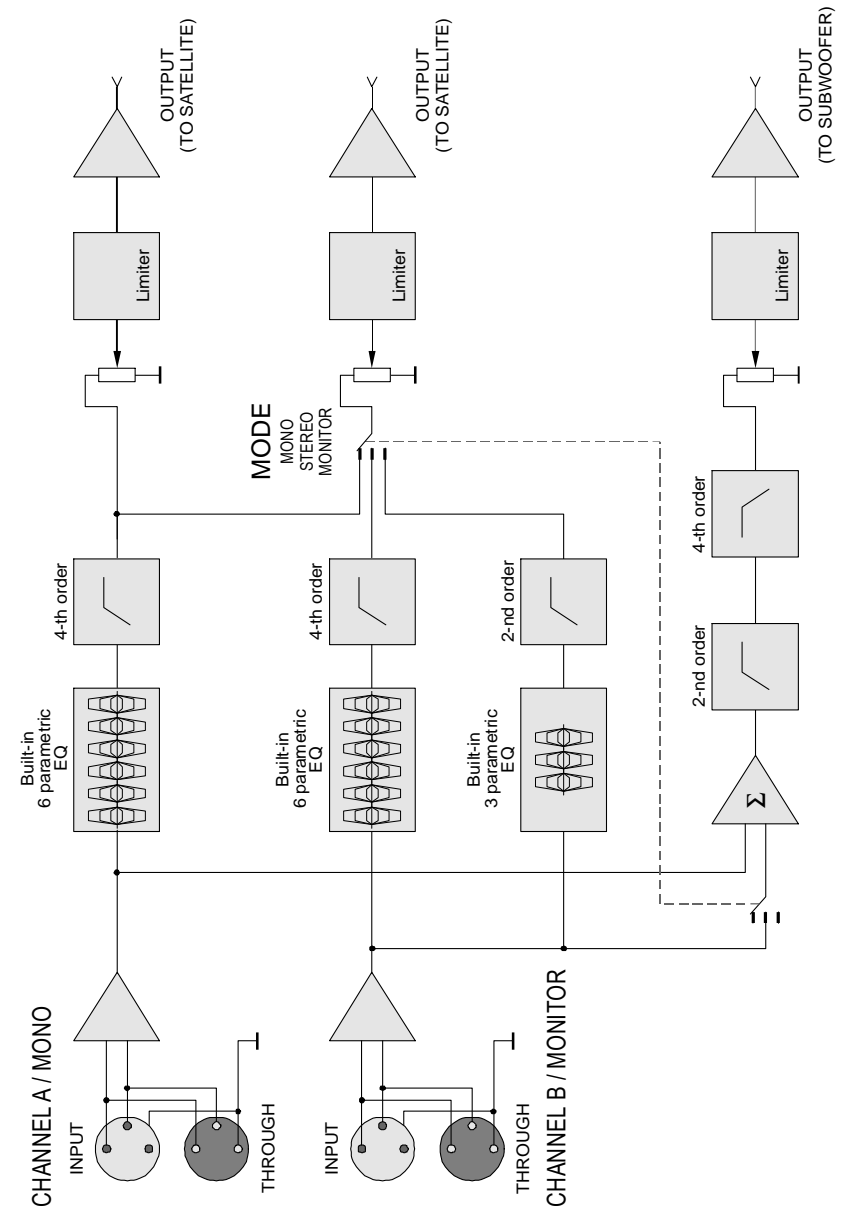 CHANNEL A / MONO
INPUT
THROUGH
Built-in
6 parametric
EQ
4-th order
Limiter
OUTPUT
(TO SATELLITE)
INPUT
THROUGH
CHANNEL B / MONITOR
Built-in
6 parametric
EQ
4-th order
MODE
MONO
STEREO
MONITOR
Limiter
OUTPUT
(TO SATELLITE)
Built-in
3 parametric
EQ
2-nd order
Σ
2-nd order
4-th order
Limiter
OUTPUT
(TO SUBWOOFER)